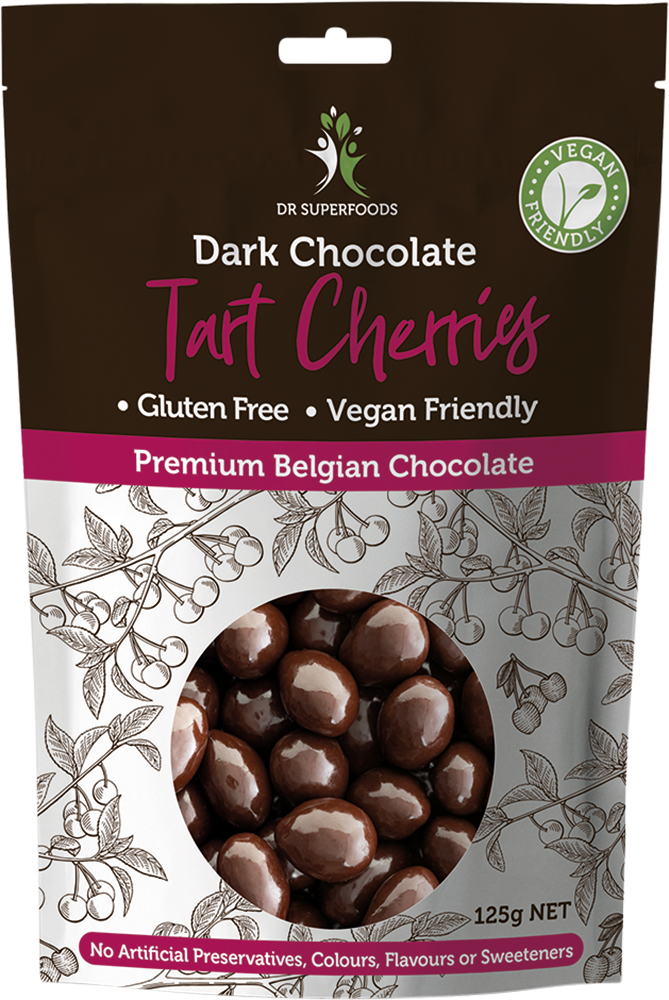 DR SUPERFOODS
VEGAN
FRIENDLY
Dark Chocolate
Tart Cherries
• Gluten Free • Vegan Friendly
Premium Belgian Chocolate
125g NET
No Artificial Preservatives, Colours, Flavours or Sweeteners